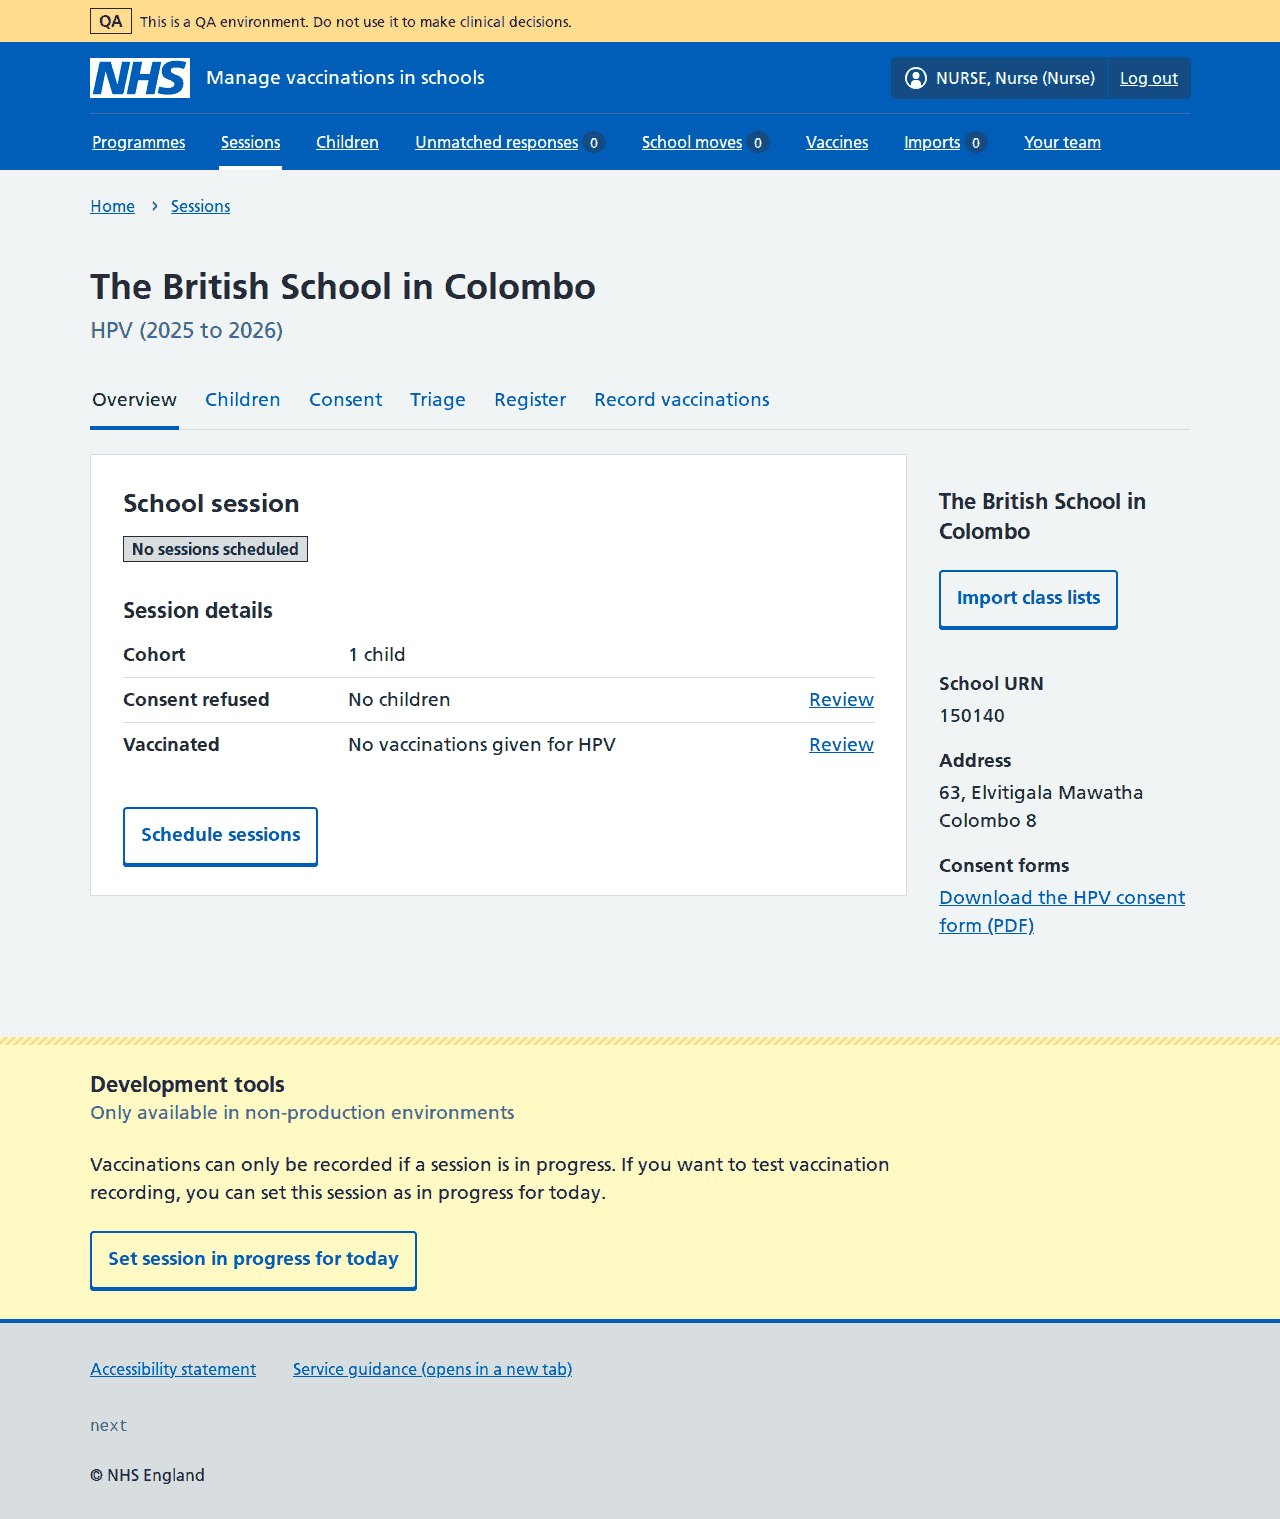 QA This is a QA environment. Do not use it to make clinical decisions.
NHS Manage vaccinations in schools NURSE, Nurse (Nurse) Log out
Programmes Sessions Children Unmatched responses 0 School moves 0 Vaccines Imports 0 Your team
Home › Sessions
The British School in Colombo
HPV (2025 to 2026)
Overview Children Consent Triage Register Record vaccinations
School session
No sessions scheduled
Session details
Cohort 1 child
Consent refused No children Review
Vaccinated No vaccinations given for HPV Review
Schedule sessions
The British School in
Colombo
Import class lists
School URN
150140
Address
63, Elvitigala Mawatha
Colombo 8
Consent forms
Download the HPV consent
form (PDF)
Development tools
Only available in non-production environments
Vaccinations can only be recorded if a session is in progress. If you want to test vaccination
recording, you can set this session as in progress for today.
Set session in progress for today
Accessibility statement Service guidance (opens in a new tab)
next
© NHS England